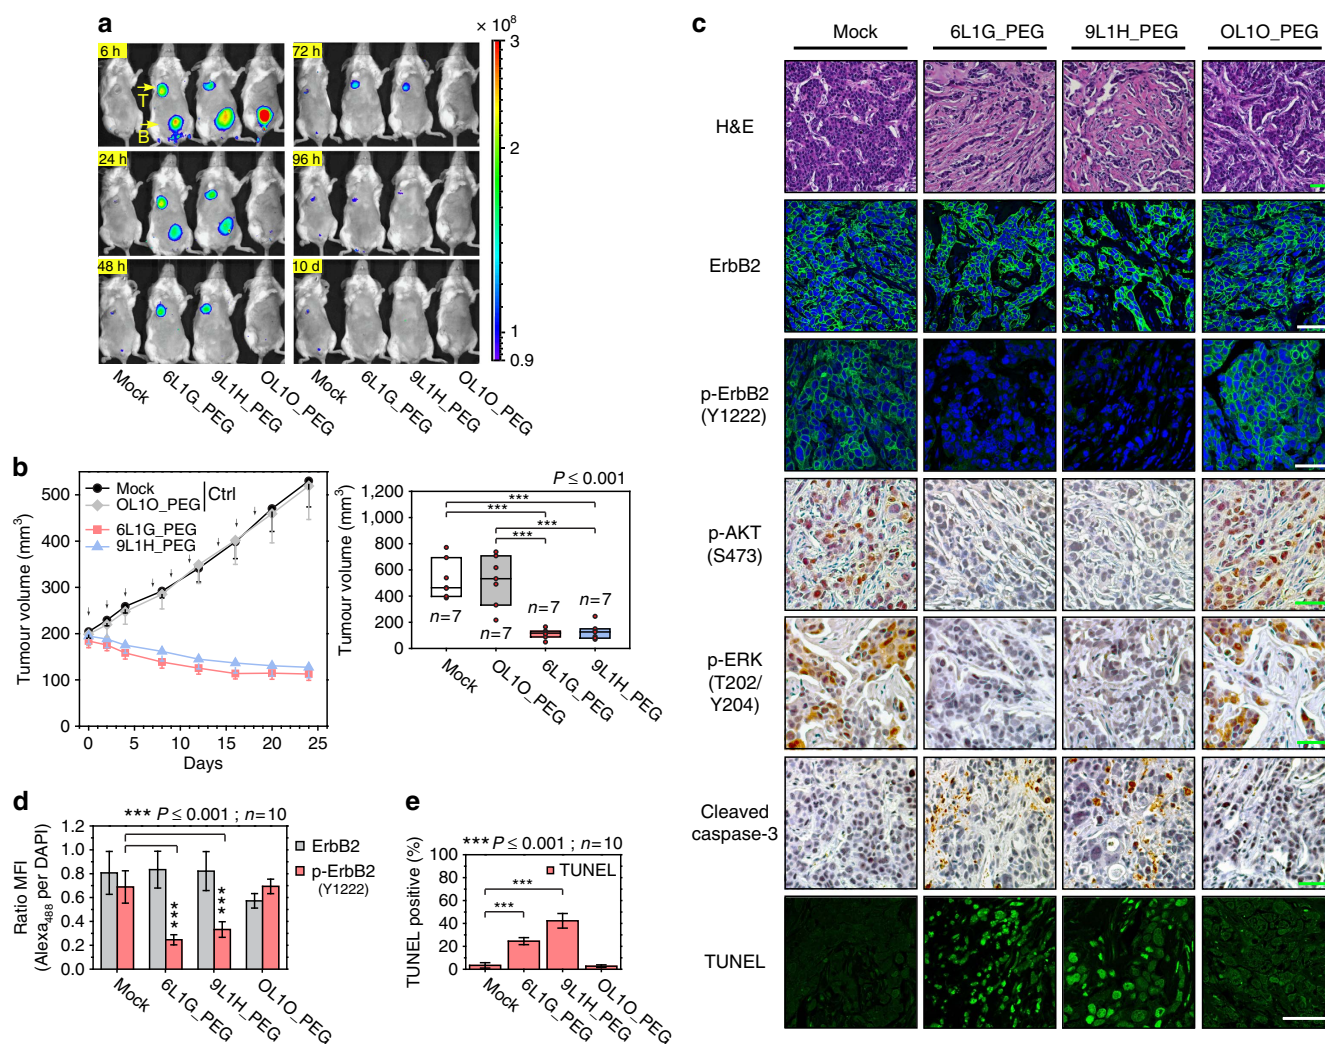 a
× 10⁸
6 h
72 h
T
B
24 h
96 h
48 h
10 d
3
2
1
0.9
Mock
6L1G_PEG
9L1H_PEG
OL1O_PEG
Mock
6L1G_PEG
9L1H_PEG
OL1O_PEG
b
Tumour volume (mm³)
500
400
300
200
100
0
0 5 10 15 20 25
Days
Mock
OL1O_PEG
Ctrl
6L1G_PEG
9L1H_PEG
P ≤ 0.001
Tumour volume (mm³)
1,200
1,000
800
600
400
200
0
***
***
***
***
n=7
n=7
n=7
n=7
Mock
OL1O_PEG
6L1G_PEG
9L1H_PEG
c
Mock
6L1G_PEG
9L1H_PEG
OL1O_PEG
H&E
ErbB2
p-ErbB2
(Y1222)
p-AKT
(S473)
p-ERK
(T202/
Y204)
Cleaved
caspase-3
TUNEL
d
*** P ≤ 0.001 ; n=10
Ratio MFI
(Alexa₄₈₈ per DAPI)
1.2
1.0
0.8
0.6
0.4
0.2
0.0
***
***
ErbB2
p-ErbB2
(Y1222)
Mock
6L1G_PEG
9L1H_PEG
OL1O_PEG
e
*** P ≤ 0.001 ; n=10
TUNEL positive (%)
100
80
60
40
20
0
TUNEL
***
***
Mock
6L1G_PEG
9L1H_PEG
OL1O_PEG